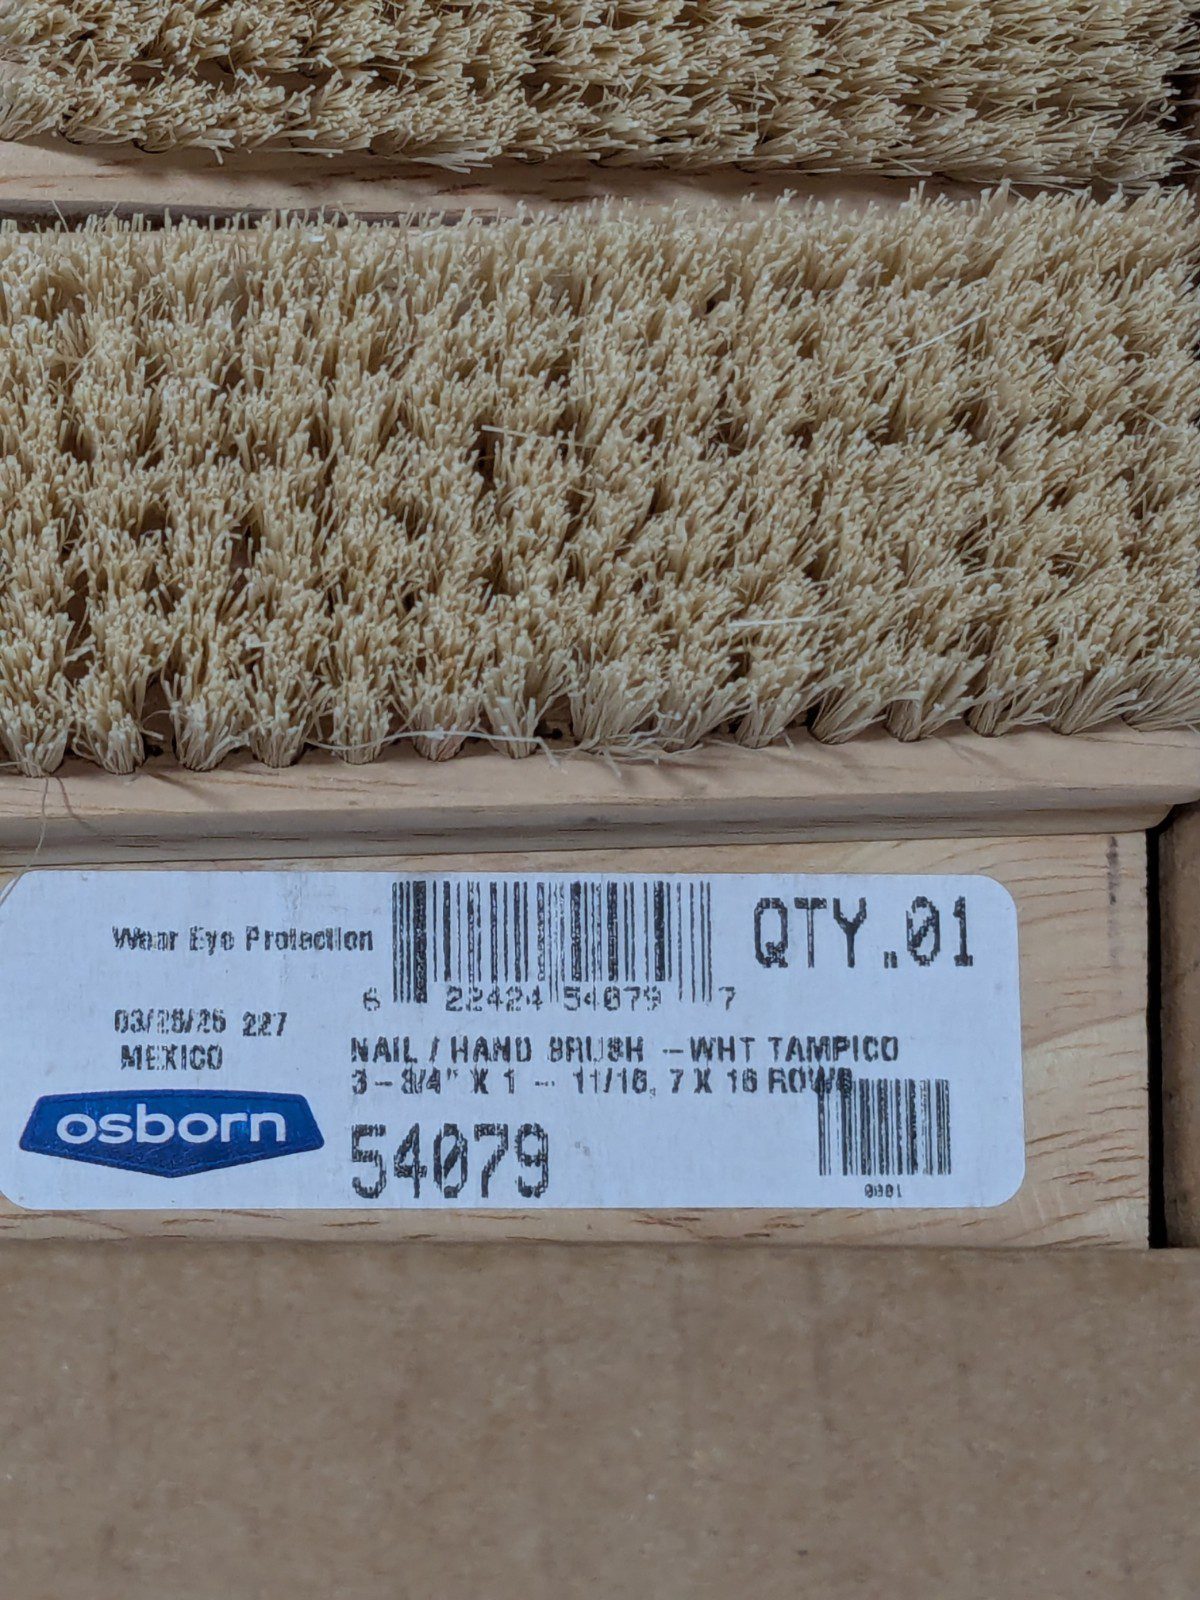 Wear Eye Protection
QTY.01
6 22424 54079 7
03/28/25 227
MEXICO
NAIL / HAND BRUSH - WHT TAMPICO
3-3/4" X 1 - 11/16, 7 X 16 ROWS
osborn
54079
0001